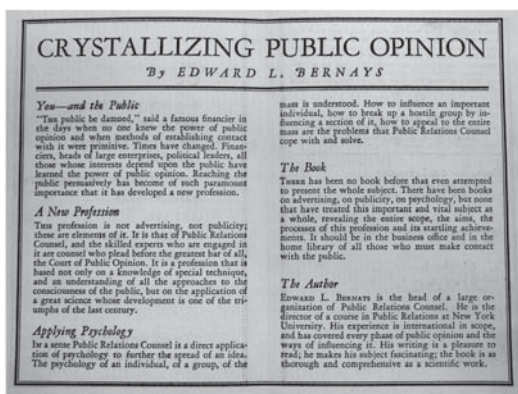 CRYSTALLIZING PUBLIC OPINION
By EDWARD L. BERNAYS
You—and the Public
"THE public be damned," said a famous financier in
the days when no one knew the power of public
opinion and when methods of establishing contact
with it were primitive. Times have changed. Finan-
ciers, heads of large enterprises, political leaders, all
those whose interests depend upon the public have
learned the power of public opinion. Reaching the
public persuasively has become of such paramount
importance that it has developed a new profession.
A New Profession
THIS profession is not advertising, not publicity;
these are elements of it. It is that of Public Relations
Counsel, and the skilled experts who are engaged in
it are counsel who plead before the greatest bar of all,
the Court of Public Opinion. It is a profession that is
based not only on a knowledge of special technique,
and an understanding of all the approaches to the
consciousness of the public, but on the application of
a great science whose development is one of the tri-
umphs of the last century.
Applying Psychology
IN a sense Public Relations Counsel is a direct applica-
tion of psychology to further the spread of an idea.
The psychology of an individual, of a group, of the
mass is understood. How to influence an important
individual, how to break up a hostile group by in-
fluencing a section of it, how to appeal to the entire
mass are the problems that Public Relations Counsel
cope with and solve.
The Book
THERE has been no book before that even attempted
to present the whole subject. There have been books
on advertising, on publicity, on psychology, but none
that have treated this important and vital subject as
a whole, revealing the entire scope, the aims, the
processes of this profession and its startling achieve-
ments. It should be in the business office and in the
home library of all those who must make contact
with the public.
The Author
EDWARD L. BERNAYS is the head of a large or-
ganization of Public Relations Counsel. He is the
director of a course in Public Relations at New York
University. His experience is international in scope,
and has covered every phase of public opinion and the
ways of influencing it. His writing is a pleasure to
read; he makes his subject fascinating; the book is as
thorough and comprehensive as a scientific work.